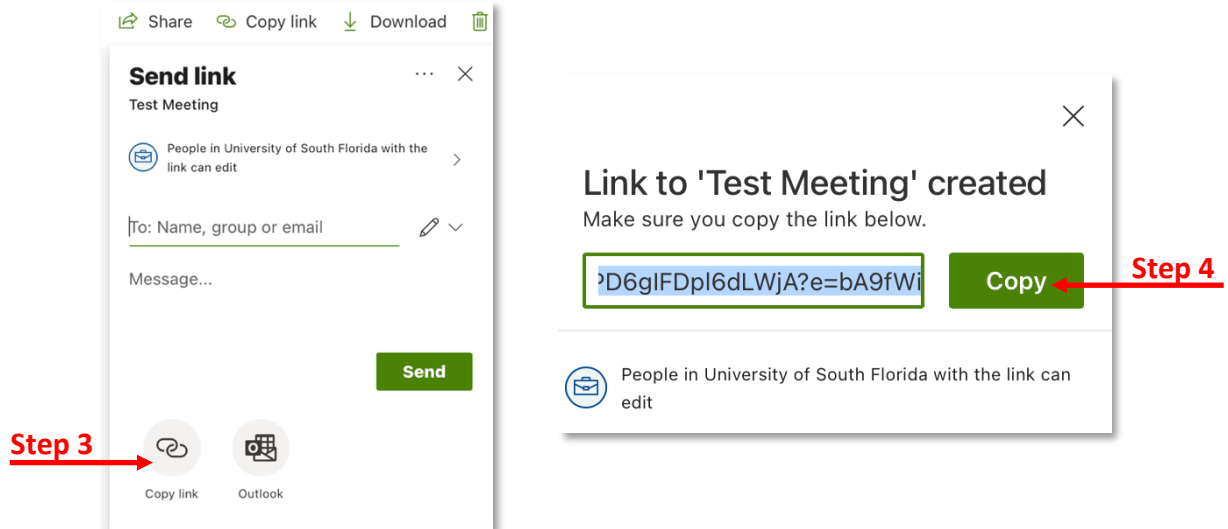 Share Copy link Download
Send link
Test Meeting
People in University of South Florida with the
link can edit
To: Name, group or email
Message...
Send
Step 3
Copy link Outlook
Link to 'Test Meeting' created
Make sure you copy the link below.
PD6gIFDpl6dLWjA?e=bA9fWi
Copy
Step 4
People in University of South Florida with the link can
edit